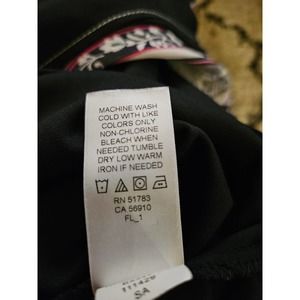 MACHINE WASH
COLD WITH LIKE
COLORS ONLY
NON-CHLORINE
BLEACH WHEN
NEEDED TUMBLE
DRY LOW WARM
IRON IF NEEDED
RN 51783
CA 56910
FL_1
SA